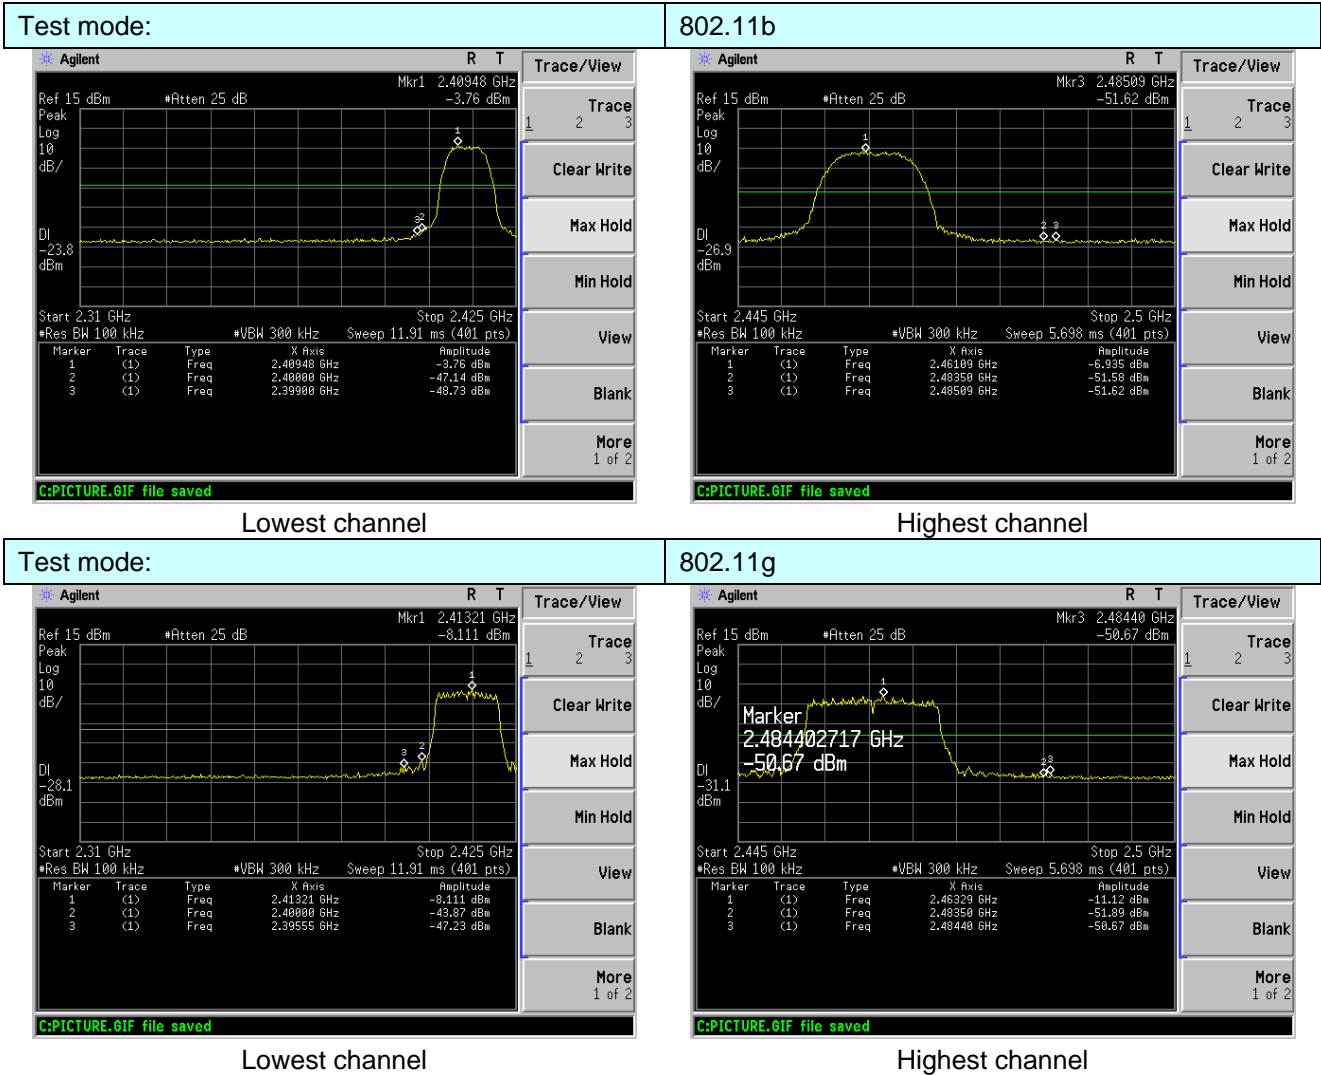 Test mode: 802.11b
Agilent R T Trace/View
Mkr1 2.40948 GHz
Ref 15 dBm #Atten 25 dB -3.76 dBm
Peak
Log
10
dB/
DI
-23.8
dBm
1
3 2
Start 2.31 GHz Stop 2.425 GHz
#Res BW 100 kHz #VBW 300 kHz Sweep 11.91 ms (401 pts)
Marker Trace Type X Axis Amplitude
1 (1) Freq 2.40948 GHz -3.76 dBm
2 (1) Freq 2.40000 GHz -47.14 dBm
3 (1) Freq 2.39900 GHz -48.73 dBm
C:PICTURE.GIF file saved
Trace
1 2 3
Clear Write
Max Hold
Min Hold
View
Blank
More
1 of 2
Lowest channel
Agilent R T Trace/View
Mkr3 2.48509 GHz
Ref 15 dBm #Atten 25 dB -51.62 dBm
Peak
Log
10
dB/
DI
-26.9
dBm
1
2 3
Start 2.445 GHz Stop 2.5 GHz
#Res BW 100 kHz #VBW 300 kHz Sweep 5.698 ms (401 pts)
Marker Trace Type X Axis Amplitude
1 (1) Freq 2.46109 GHz -6.935 dBm
2 (1) Freq 2.48350 GHz -51.58 dBm
3 (1) Freq 2.48509 GHz -51.62 dBm
C:PICTURE.GIF file saved
Trace
1 2 3
Clear Write
Max Hold
Min Hold
View
Blank
More
1 of 2
Highest channel
Test mode: 802.11g
Agilent R T Trace/View
Mkr1 2.41321 GHz
Ref 15 dBm #Atten 25 dB -8.111 dBm
Peak
Log
10
dB/
DI
-28.1
dBm
1
3 2
Start 2.31 GHz Stop 2.425 GHz
#Res BW 100 kHz #VBW 300 kHz Sweep 11.91 ms (401 pts)
Marker Trace Type X Axis Amplitude
1 (1) Freq 2.41321 GHz -8.111 dBm
2 (1) Freq 2.40000 GHz -43.87 dBm
3 (1) Freq 2.39555 GHz -47.23 dBm
C:PICTURE.GIF file saved
Trace
1 2 3
Clear Write
Max Hold
Min Hold
View
Blank
More
1 of 2
Lowest channel
Agilent R T Trace/View
Mkr3 2.48440 GHz
Ref 15 dBm #Atten 25 dB -50.67 dBm
Peak
Log
10
dB/
DI
-31.1
dBm
1
Marker
2.484402717 GHz
-50.67 dBm
2 3
Start 2.445 GHz Stop 2.5 GHz
#Res BW 100 kHz #VBW 300 kHz Sweep 5.698 ms (401 pts)
Marker Trace Type X Axis Amplitude
1 (1) Freq 2.46329 GHz -11.12 dBm
2 (1) Freq 2.48350 GHz -51.89 dBm
3 (1) Freq 2.48440 GHz -50.67 dBm
C:PICTURE.GIF file saved
Trace
1 2 3
Clear Write
Max Hold
Min Hold
View
Blank
More
1 of 2
Highest channel